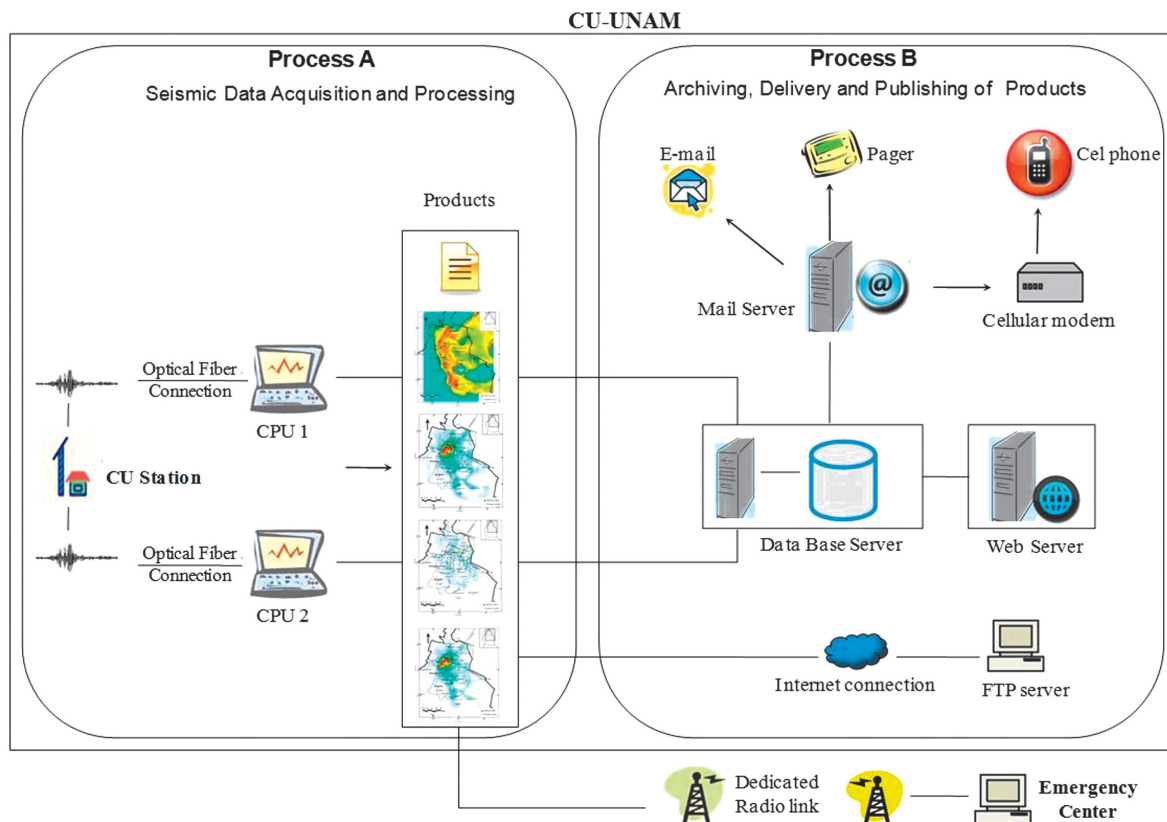 CU-UNAM
Process A
Seismic Data Acquisition and Processing
Products
Optical Fiber
Connection
CPU 1
CU Station
Optical Fiber
Connection
CPU 2
Process B
Archiving, Delivery and Publishing of Products
E-mail
Pager
Cel phone
Mail Server
@
Cellular modern
Data Base Server
Web Server
Internet connection
FTP server
Dedicated
Radio link
Emergency
Center